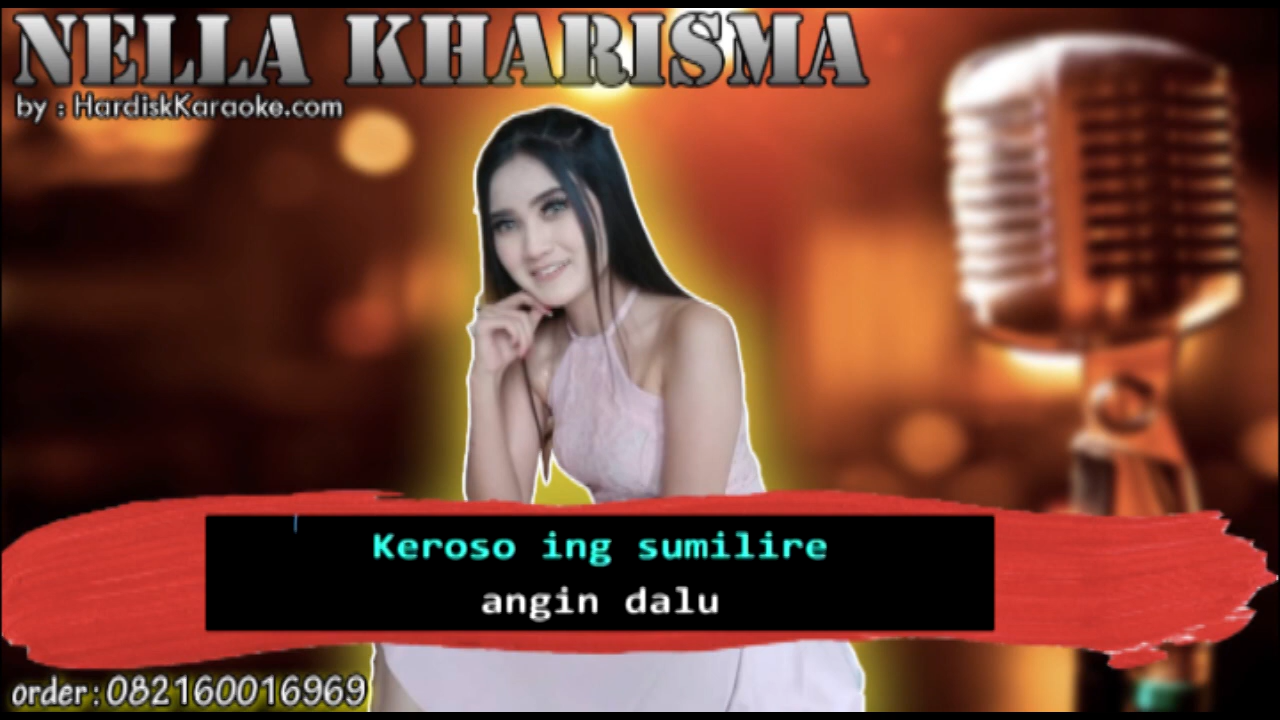 NELLA KHARISMA
by : HardiskKaraoke.com
Keroso ing sumilire
angin dalu
order : 082160016969